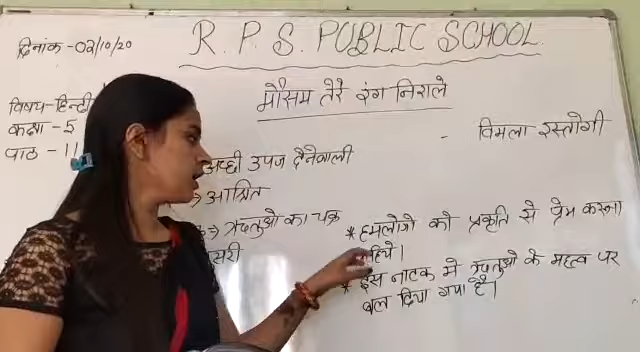 दिनांक -02/10/20
R. P. S. PUBLIC SCHOOL.
विषय-हिन्दी
कक्षा - 5
पाठ - 11
मौसम तेरे रंग निराले
- विमला रस्तोगी
अच्छी उपज देनेवाली
→ आश्रित
→ ऋतुओ का चक्र
* हमलोगो को प्रकृति से प्रेम करना
हिये।
* इस नाटक मे ऋतुओ के महत्व पर
बल दिया गया है।